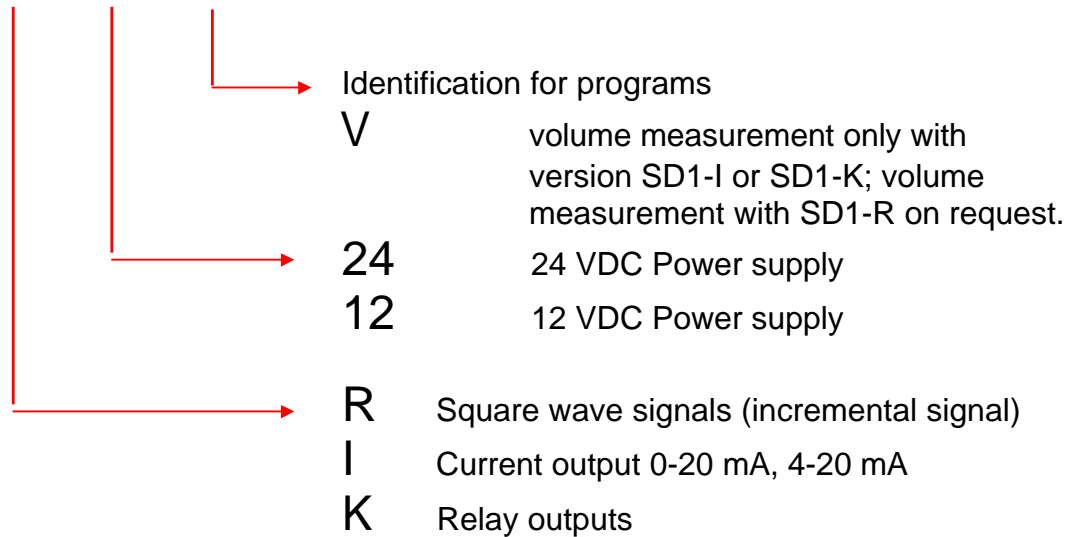 Identification for programs
V volume measurement only with
version SD1-I or SD1-K; volume
measurement with SD1-R on request.
24 24 VDC Power supply
12 12 VDC Power supply
R Square wave signals (incremental signal)
I Current output 0-20 mA, 4-20 mA
K Relay outputs